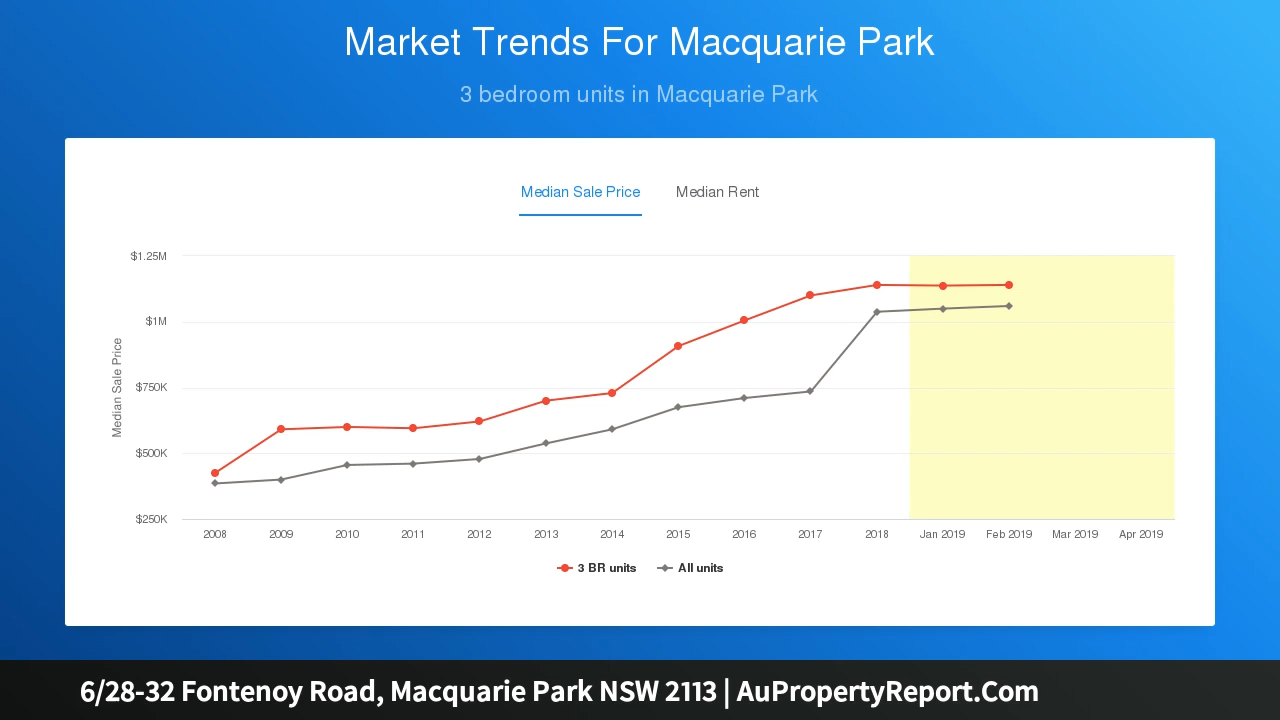 Market Trends For Macquarie Park
3 bedroom units in Macquarie Park
Median Sale Price Median Rent
$1.25M
$1M
$750K
$500K
$250K
Median Sale Price
2008 2009 2010 2011 2012 2013 2014 2015 2016 2017 2018 Jan 2019 Feb 2019 Mar 2019 Apr 2019
3 BR units All units
6/28-32 Fontenoy Road, Macquarie Park NSW 2113 | AuPropertyReport.Com